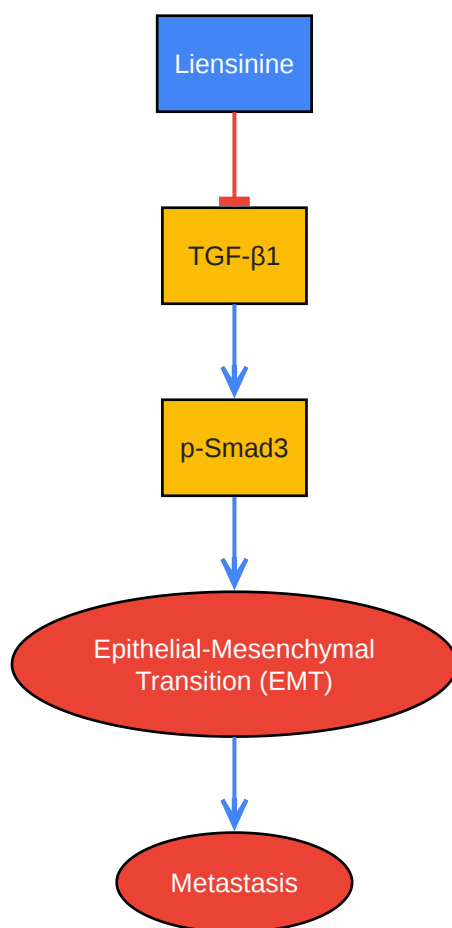 Liensinine
TGF-β1
p-Smad3
Epithelial-Mesenchymal
Transition (EMT)
Metastasis